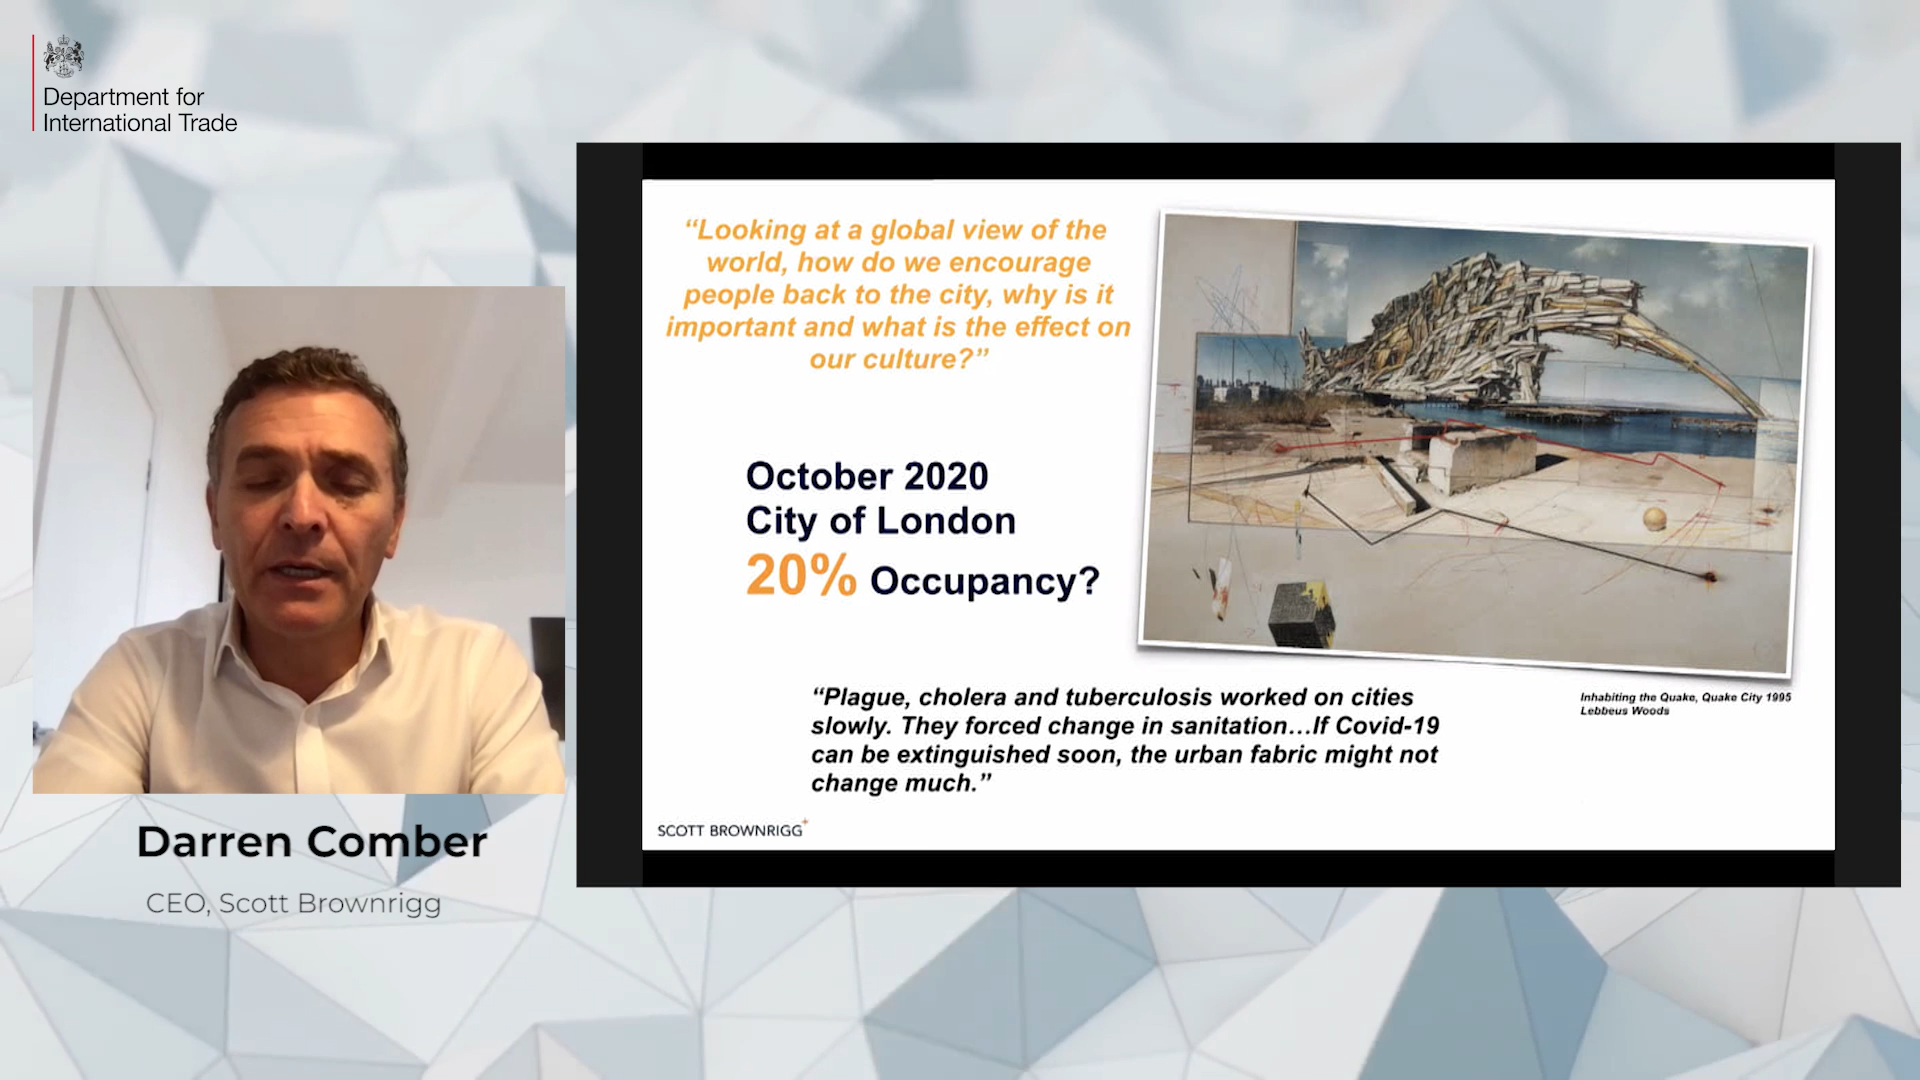 Department for
International Trade
“Looking at a global view of the
world, how do we encourage
people back to the city, why is it
important and what is the effect on
our culture?”
October 2020
City of London
20% Occupancy?
“Plague, cholera and tuberculosis worked on cities
slowly. They forced change in sanitation…If Covid-19
can be extinguished soon, the urban fabric might not
change much.”
Inhabiting the Quake, Quake City 1995
Lebbeus Woods
SCOTT BROWNRIGG
Darren Comber
CEO, Scott Brownrigg